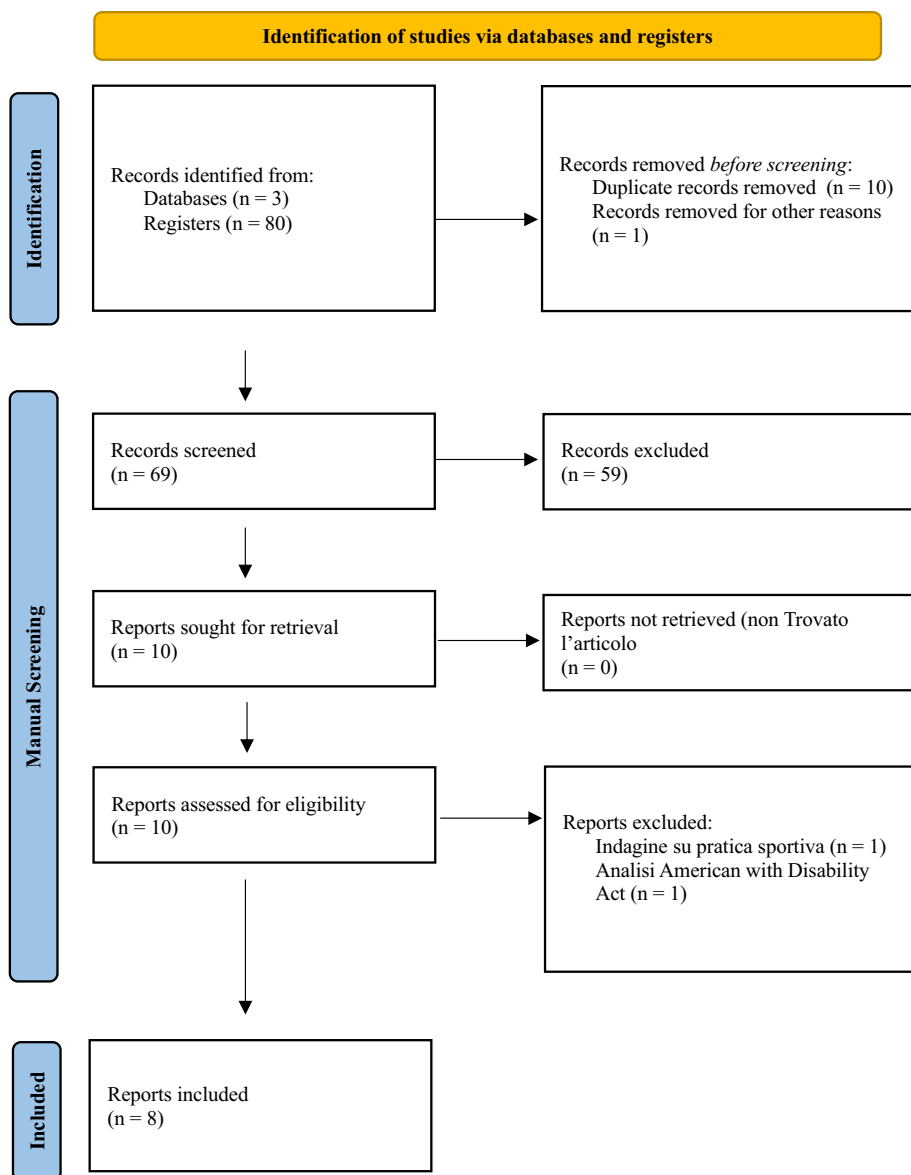 Identification of studies via databases and registers
Identification
Records identified from:
Databases (n = 3)
Registers (n = 80)
Records removed before screening:
Duplicate records removed (n = 10)
Records removed for other reasons
(n = 1)
Manual Screening
Records screened
(n = 69)
Records excluded
(n = 59)
Reports sought for retrieval
(n = 10)
Reports not retrieved (non Trovato
l’articolo
(n = 0)
Reports assessed for eligibility
(n = 10)
Reports excluded:
Indagine su pratica sportiva (n = 1)
Analisi American with Disability
Act (n = 1)
Included
Reports included
(n = 8)